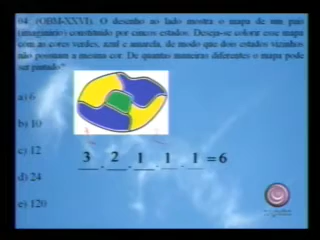 04. (OBM-XXVI). O desenho ao lado mostra o mapa de um país
(imaginário) constituído por cinco estados. Deseja-se colorir esse mapa
com as cores verdes, azul e amarela, de modo que dois estados vizinhos
não possuam a mesma cor. De quantas maneiras diferentes o mapa pode
ser pintado?
a) 6
b) 10
c) 12
d) 24
e) 120
3 . 2 . 1 . 1 . 1 = 6